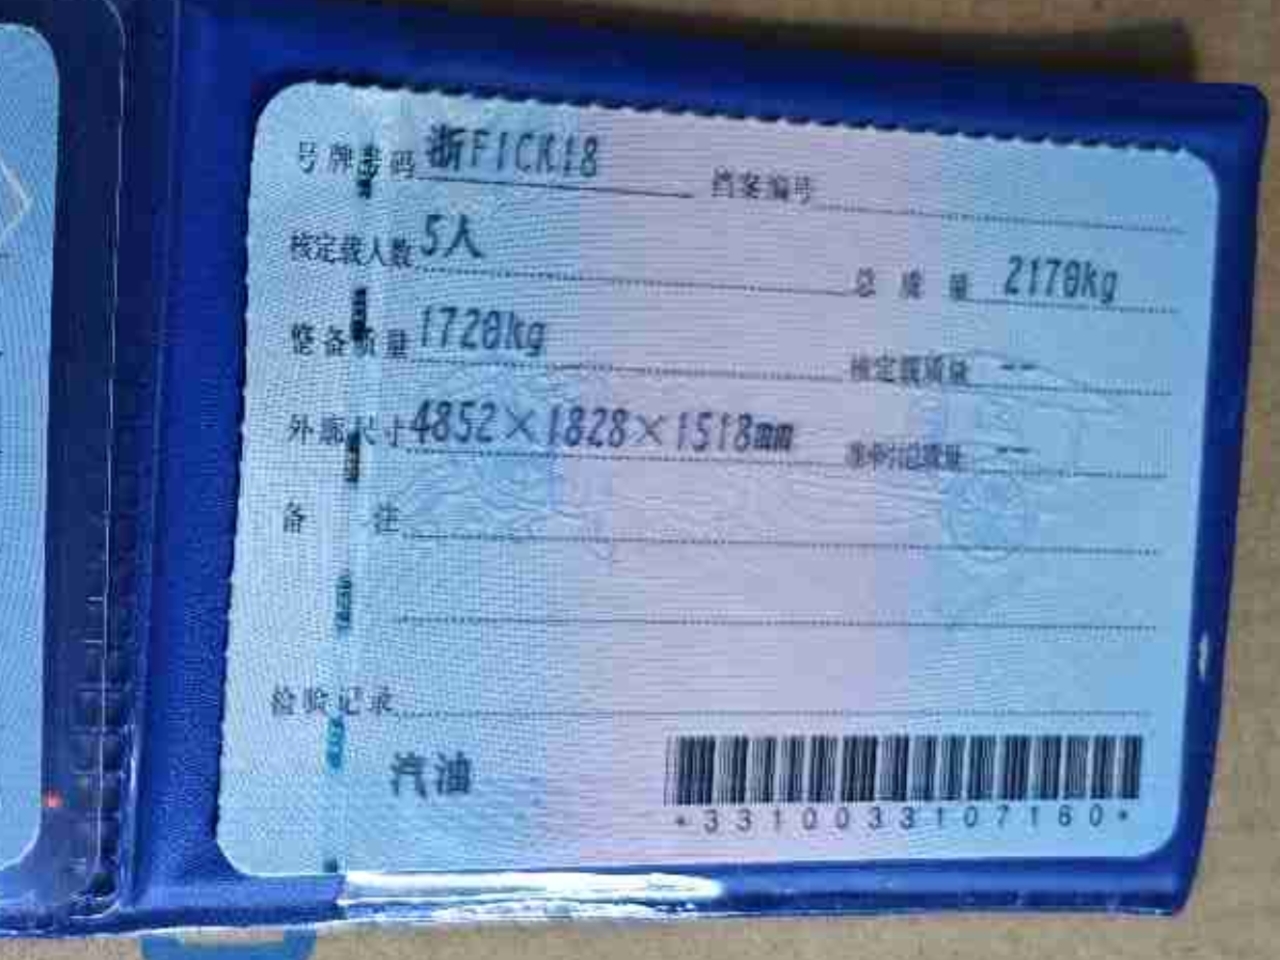 号牌号码 浙F1CK18 档案编号
核定载人数 5人 总质量 2170kg
整备质量 1720kg 核定载质量 --
外廓尺寸 4852×1828×1518mm 准牵引总质量 --
备注
检验记录
汽油
*3310033107160*